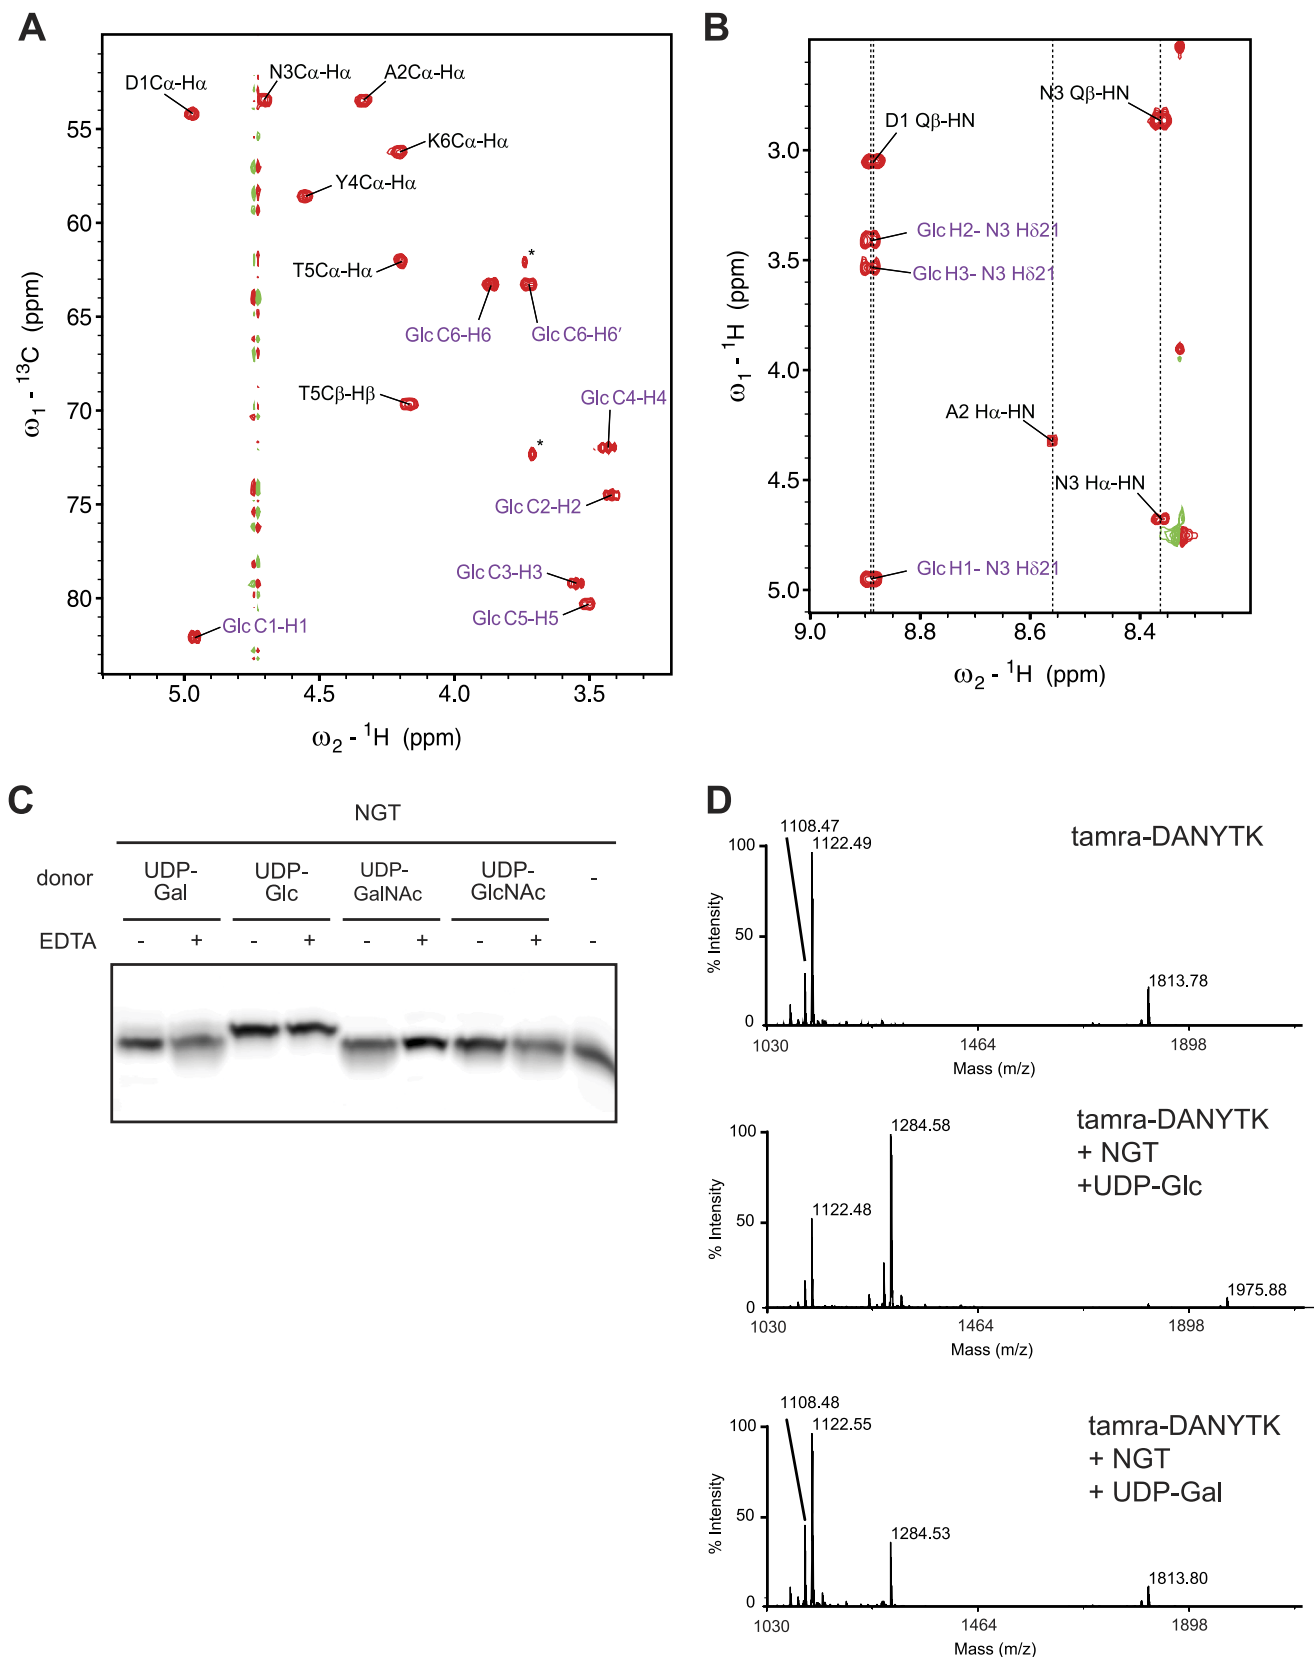 A
D1Cα-Hα
N3Cα-Hα
A2Cα-Hα
K6Cα-Hα
Y4Cα-Hα
T5Cα-Hα
*
Glc C6-H6
Glc C6-H6'
T5Cβ-Hβ
Glc C4-H4
*
Glc C2-H2
Glc C3-H3
Glc C5-H5
Glc C1-H1
55
60
65
70
75
80
ω1 - 13C (ppm)
5.0 4.5 4.0 3.5
ω2 - 1H (ppm)
B
N3 Qβ-HN
D1 Qβ-HN
Glc H2- N3 Hδ21
Glc H3- N3 Hδ21
A2 Hα-HN
N3 Hα-HN
Glc H1- N3 Hδ21
3.0
3.5
4.0
4.5
5.0
ω1 - 1H (ppm)
9.0 8.8 8.6 8.4
ω2 - 1H (ppm)
C
NGT
donor UDP-Gal UDP-Glc UDP-GalNAc UDP-GlcNAc -
EDTA - + - + - + - + -
D
tamra-DANYTK
1108.47
1122.49
1813.78
100
50
0
% Intensity
1030 1464 1898
Mass (m/z)
tamra-DANYTK
+ NGT
+UDP-Glc
1284.58
1122.48
1975.88
100
50
0
% Intensity
1030 1464 1898
Mass (m/z)
tamra-DANYTK
+ NGT
+ UDP-Gal
1108.48
1122.55
1284.53
1813.80
100
50
0
% Intensity
1030 1464 1898
Mass (m/z)